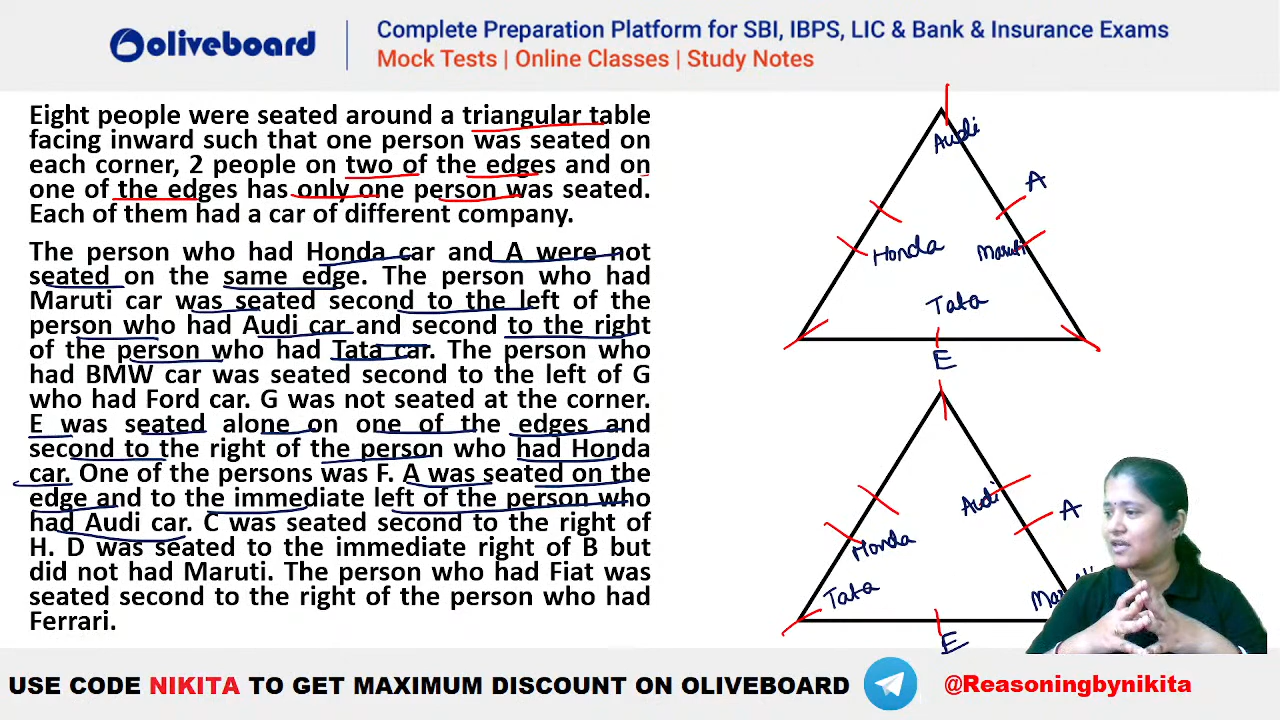 oliveboard
Complete Preparation Platform for SBI, IBPS, LIC & Bank & Insurance Exams
Mock Tests | Online Classes | Study Notes
Eight people were seated around a triangular table
facing inward such that one person was seated on
each corner, 2 people on two of the edges and on
one of the edges has only one person was seated.
Each of them had a car of different company.
The person who had Honda car and A were not
seated on the same edge. The person who had
Maruti car was seated second to the left of the
person who had Audi car and second to the right
of the person who had Tata car. The person who
had BMW car was seated second to the left of G
who had Ford car. G was not seated at the corner.
E was seated alone on one of the edges and
second to the right of the person who had Honda
car. One of the persons was F. A was seated on the
edge and to the immediate left of the person who
had Audi car. C was seated second to the right of
H. D was seated to the immediate right of B but
did not had Maruti. The person who had Fiat was
seated second to the right of the person who had
Ferrari.
Audi
A
Honda
Maruti
Tata
E
Audi
A
Honda
Tata
E
USE CODE NIKITA TO GET MAXIMUM DISCOUNT ON OLIVEBOARD
@Reasoningbynikita